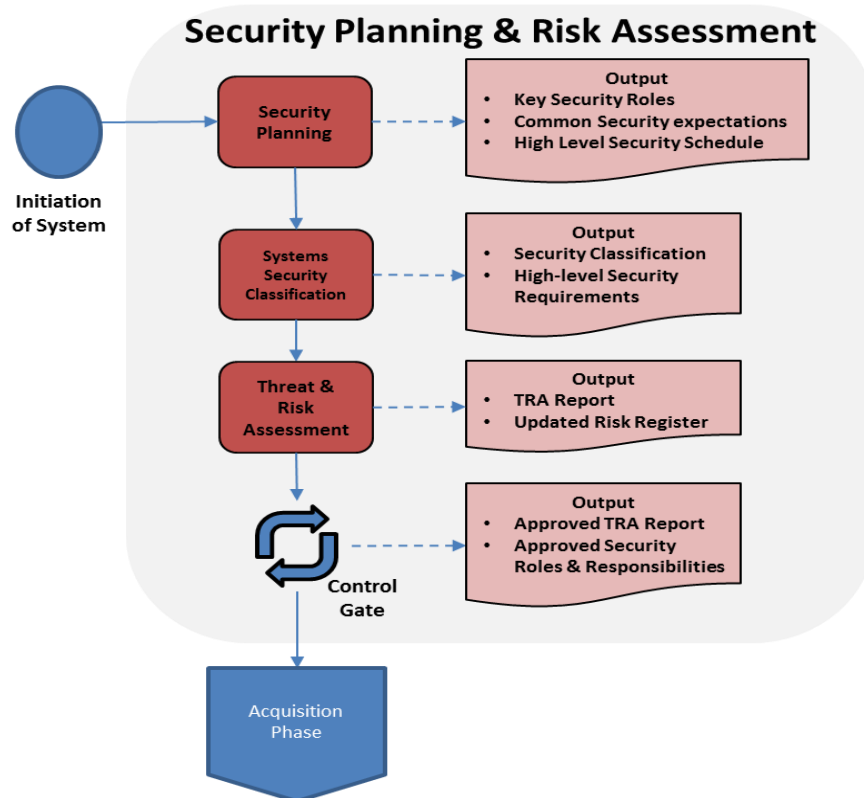 Security Planning & Risk Assessment
Initiation
of System
Security
Planning
Output
• Key Security Roles
• Common Security expectations
• High Level Security Schedule
Systems
Security
Classification
Output
• Security Classification
• High-level Security
Requirements
Threat &
Risk
Assessment
Output
• TRA Report
• Updated Risk Register
Control
Gate
Output
• Approved TRA Report
• Approved Security
Roles & Responsibilities
Acquisition
Phase